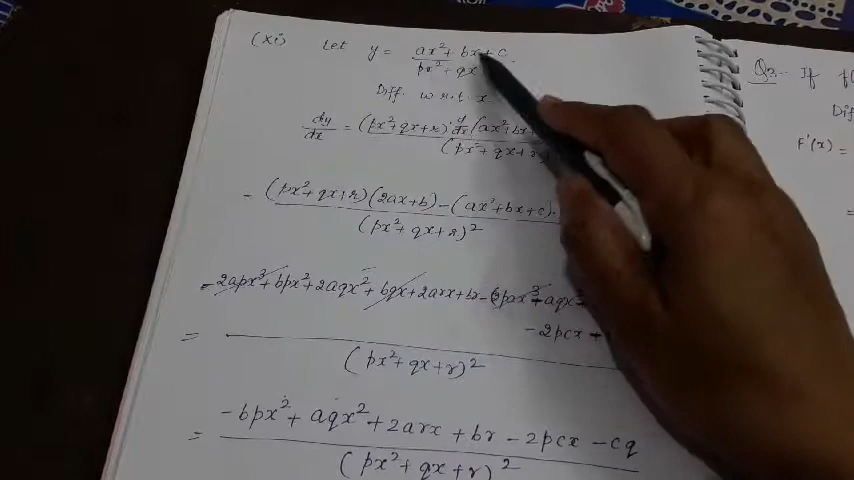 (xi) Let y = ax² + bx + c
px² + qx
Diff. w.r.t. x
dy/dx = (px² + qx + r) · d/dx (ax² + bx
(px² + qx + r)
= (px² + qx + r)(2ax + b) − (ax² + bx + c).
(px² + qx + r)²
= 2apx³ + bpx² + 2aqx² + bqx + 2arx + br − (2pax³ + aqx²
− 2pcx
=
(px² + qx + r)²
= −bpx² + aqx² + 2arx + br − 2pcx − cq
(px² + qx + r)²
Q2. If
F'(x) =